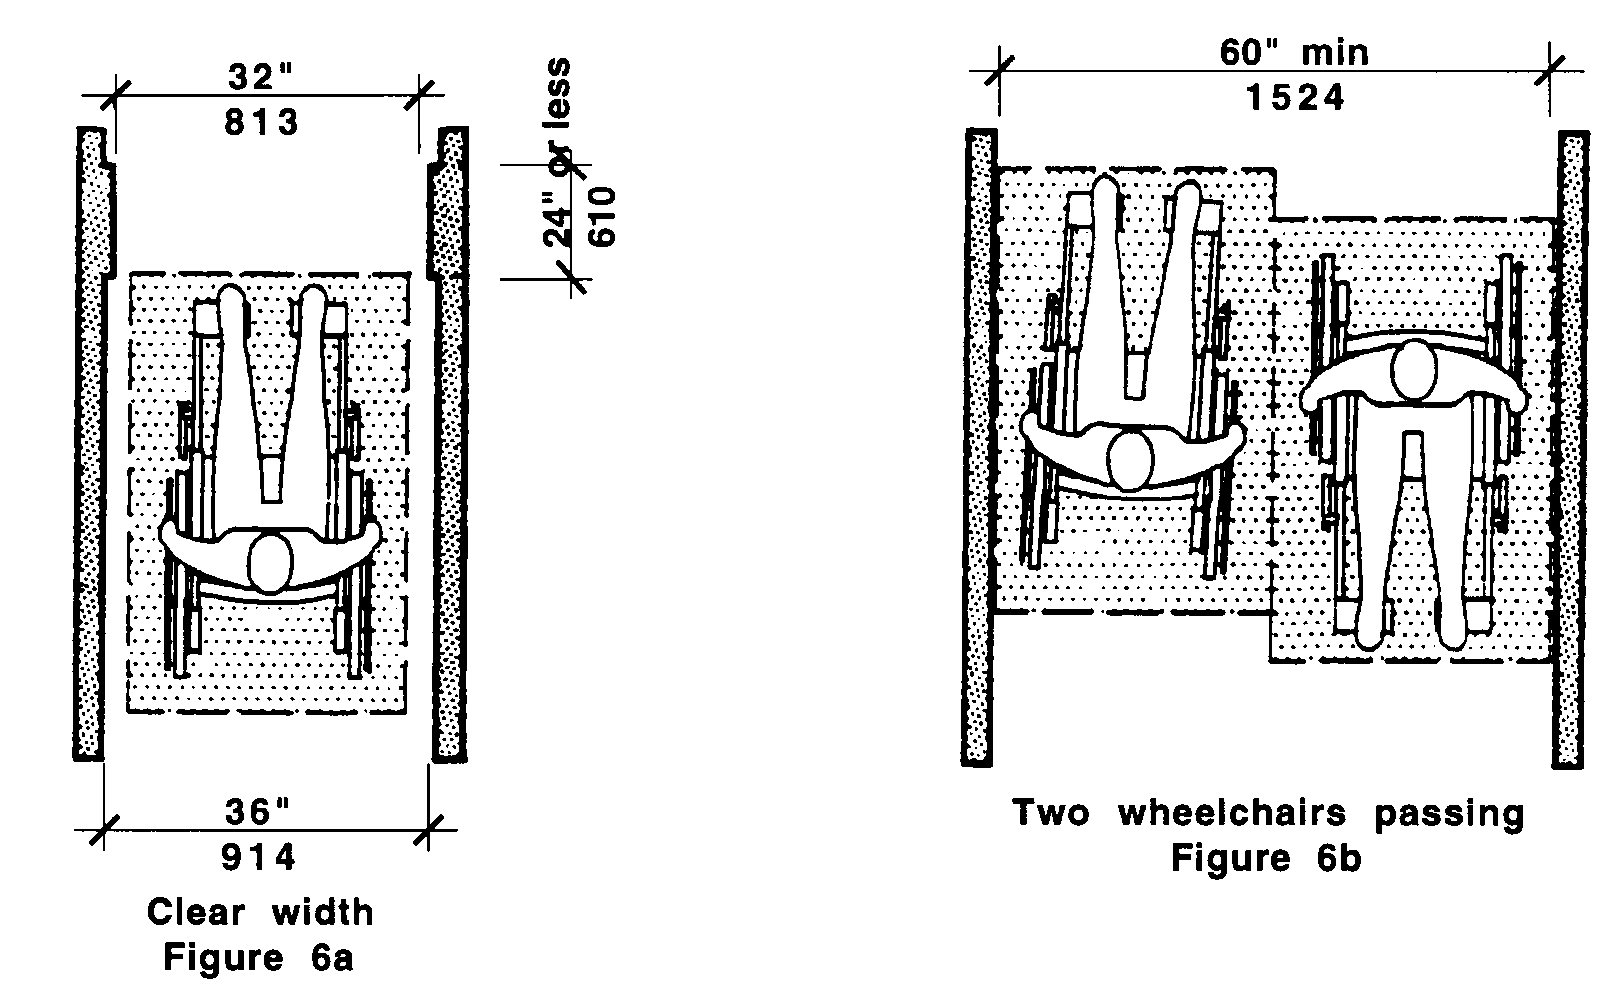 32"
813
24" or less
610
36"
914
Clear width
Figure 6a
60" min
1524
Two wheelchairs passing
Figure 6b